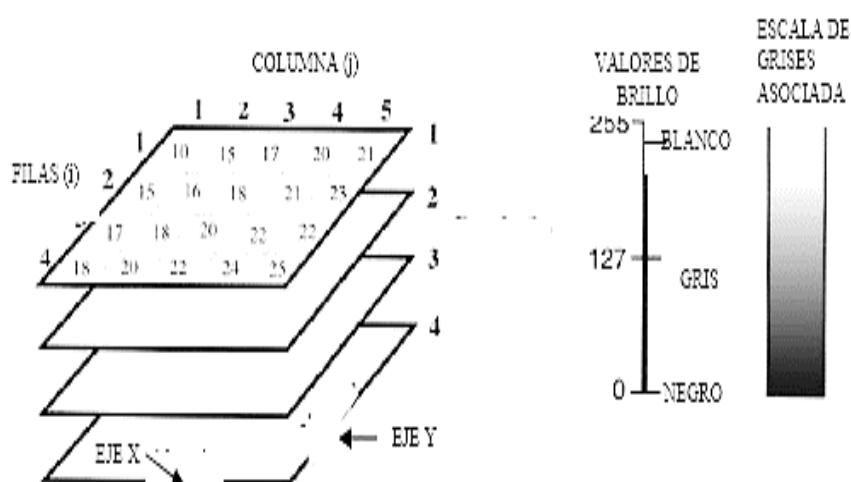 COLUMNA (j)
1 2 3 4 5
FILAS (i)
1
2
4
10 15 17 20 21
15 16 18 21 23
17 18 20 22 22
18 20 22 24 25
1
2
3
4
EJE X
EJE Y
VALORES DE
BRILLO
255
BLANCO
127
GRIS
0
NEGRO
ESCALA DE
GRISES
ASOCIADA